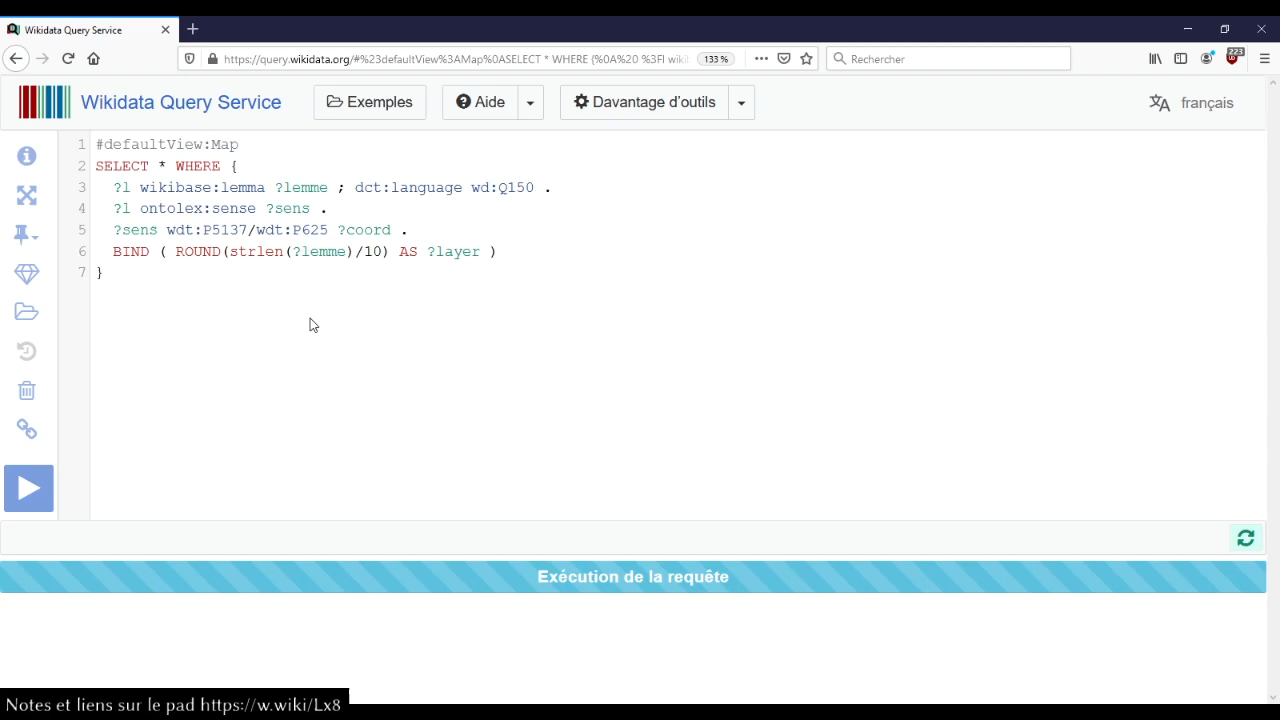 Wikidata Query Service
https://query.wikidata.org/#%23defaultView%3AMap%0ASELECT * WHERE {%0A%20 %3Fl wiki
133 %
Rechercher
223
Wikidata Query Service
Exemples
Aide
Davantage d'outils
français
1 #defaultView:Map
2 SELECT * WHERE {
3 ?l wikibase:lemma ?lemme ; dct:language wd:Q150 .
4 ?l ontolex:sense ?sens .
5 ?sens wdt:P5137/wdt:P625 ?coord .
6 BIND ( ROUND(strlen(?lemme)/10) AS ?layer )
7 }
Exécution de la requête
Notes et liens sur le pad https://w.wiki/Lx8